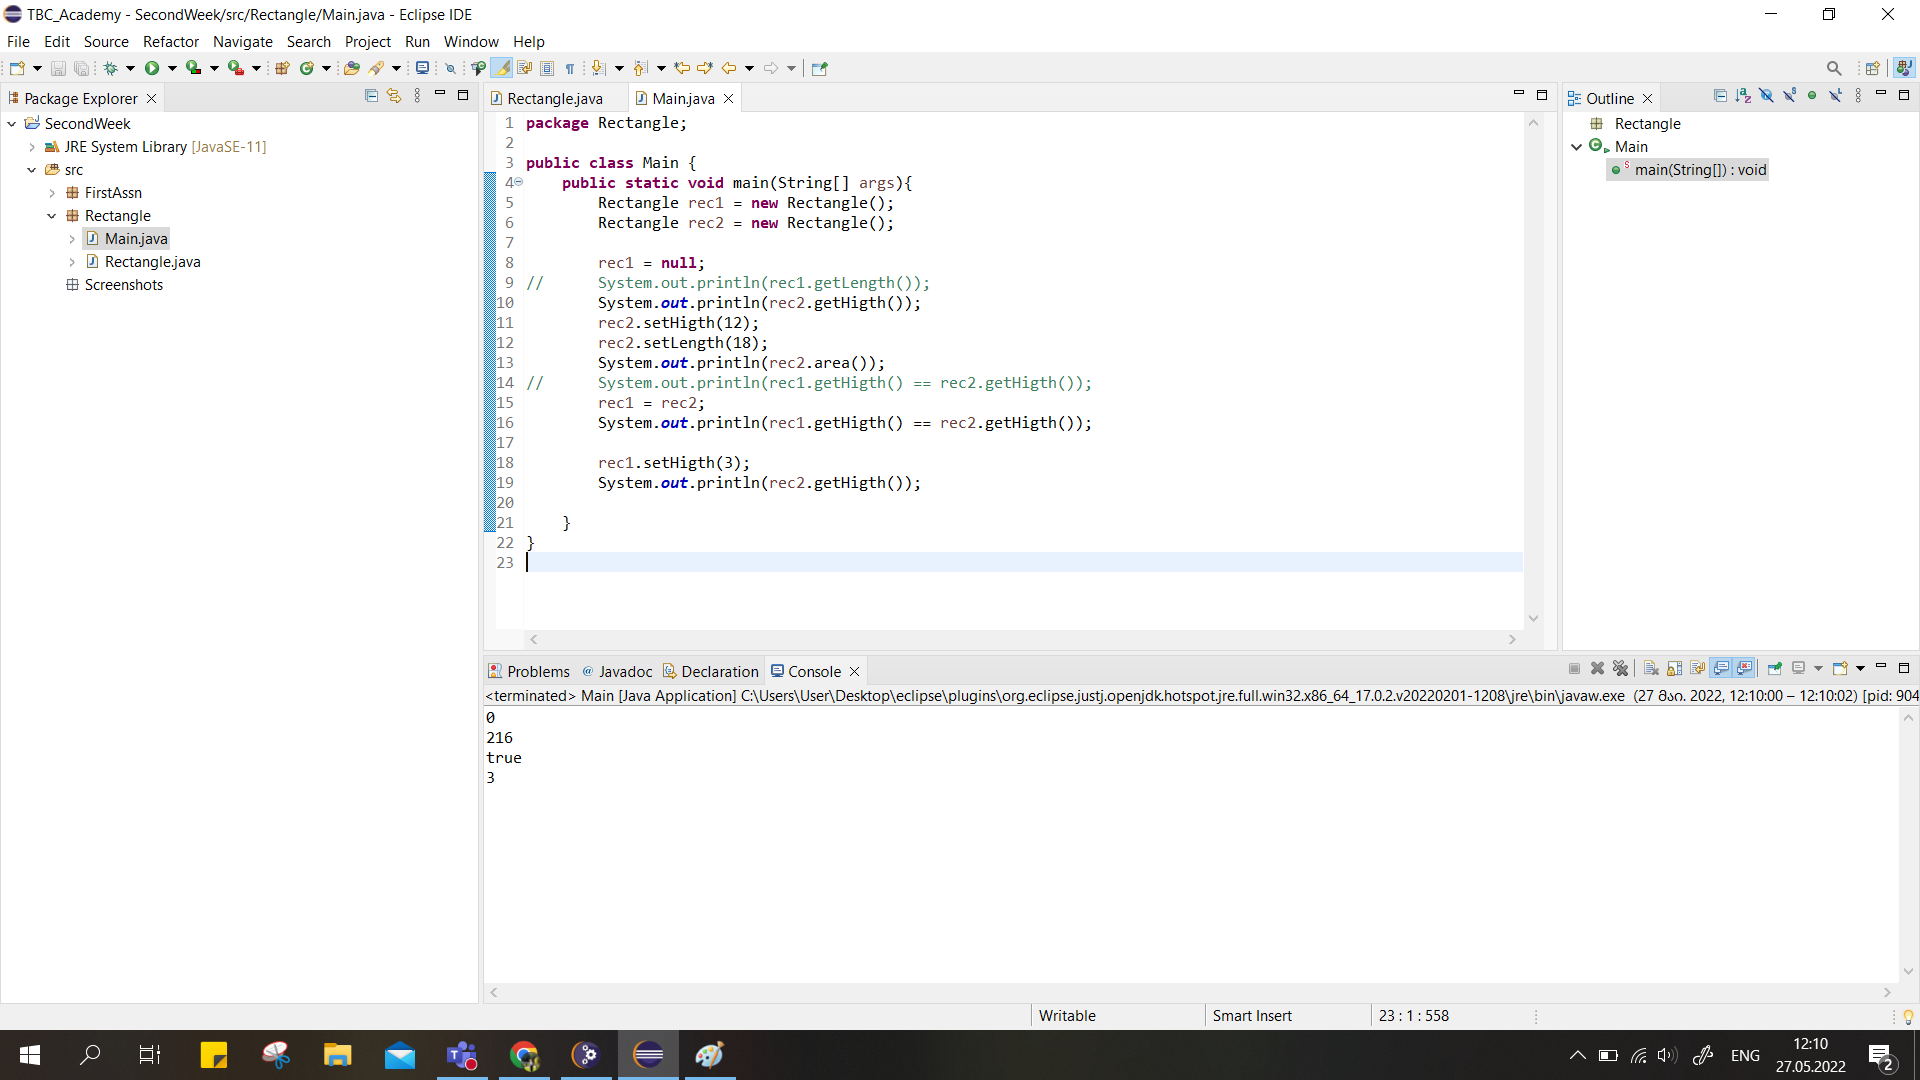 TBC_Academy - SecondWeek/src/Rectangle/Main.java - Eclipse IDE
File Edit Source Refactor Navigate Search Project Run Window Help
Package Explorer
SecondWeek
JRE System Library [JavaSE-11]
src
FirstAssn
Rectangle
Main.java
Rectangle.java
Screenshots
Rectangle.java Main.java
1 package Rectangle;
2
3 public class Main {
4 public static void main(String[] args){
5 Rectangle rec1 = new Rectangle();
6 Rectangle rec2 = new Rectangle();
7
8 rec1 = null;
9 // System.out.println(rec1.getLength());
10 System.out.println(rec2.getHigth());
11 rec2.setHigth(12);
12 rec2.setLength(18);
13 System.out.println(rec2.area());
14 // System.out.println(rec1.getHigth() == rec2.getHigth());
15 rec1 = rec2;
16 System.out.println(rec1.getHigth() == rec2.getHigth());
17
18 rec1.setHigth(3);
19 System.out.println(rec2.getHigth());
20
21 }
22 }
23
Outline
Rectangle
Main
main(String[]) : void
Problems @ Javadoc Declaration Console
<terminated> Main [Java Application] C:\Users\User\Desktop\eclipse\plugins\org.eclipse.justj.openjdk.hotspot.jre.full.win32.x86_64_17.0.2.v20220201-1208\jre\bin\javaw.exe (27 მაი. 2022, 12:10:00 – 12:10:02) [pid: 904
0
216
true
3
Writable Smart Insert 23 : 1 : 558
ENG
12:10
27.05.2022
2